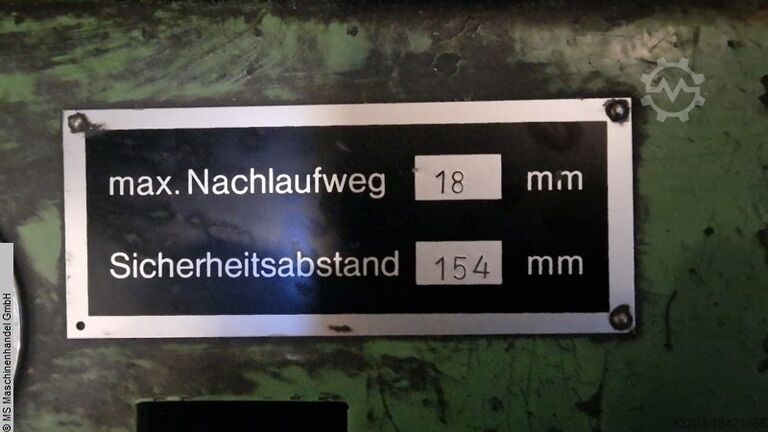 max. Nachlaufweg 18 mm
Sicherheitsabstand 154 mm
© MS Maschinenhandel GmbH